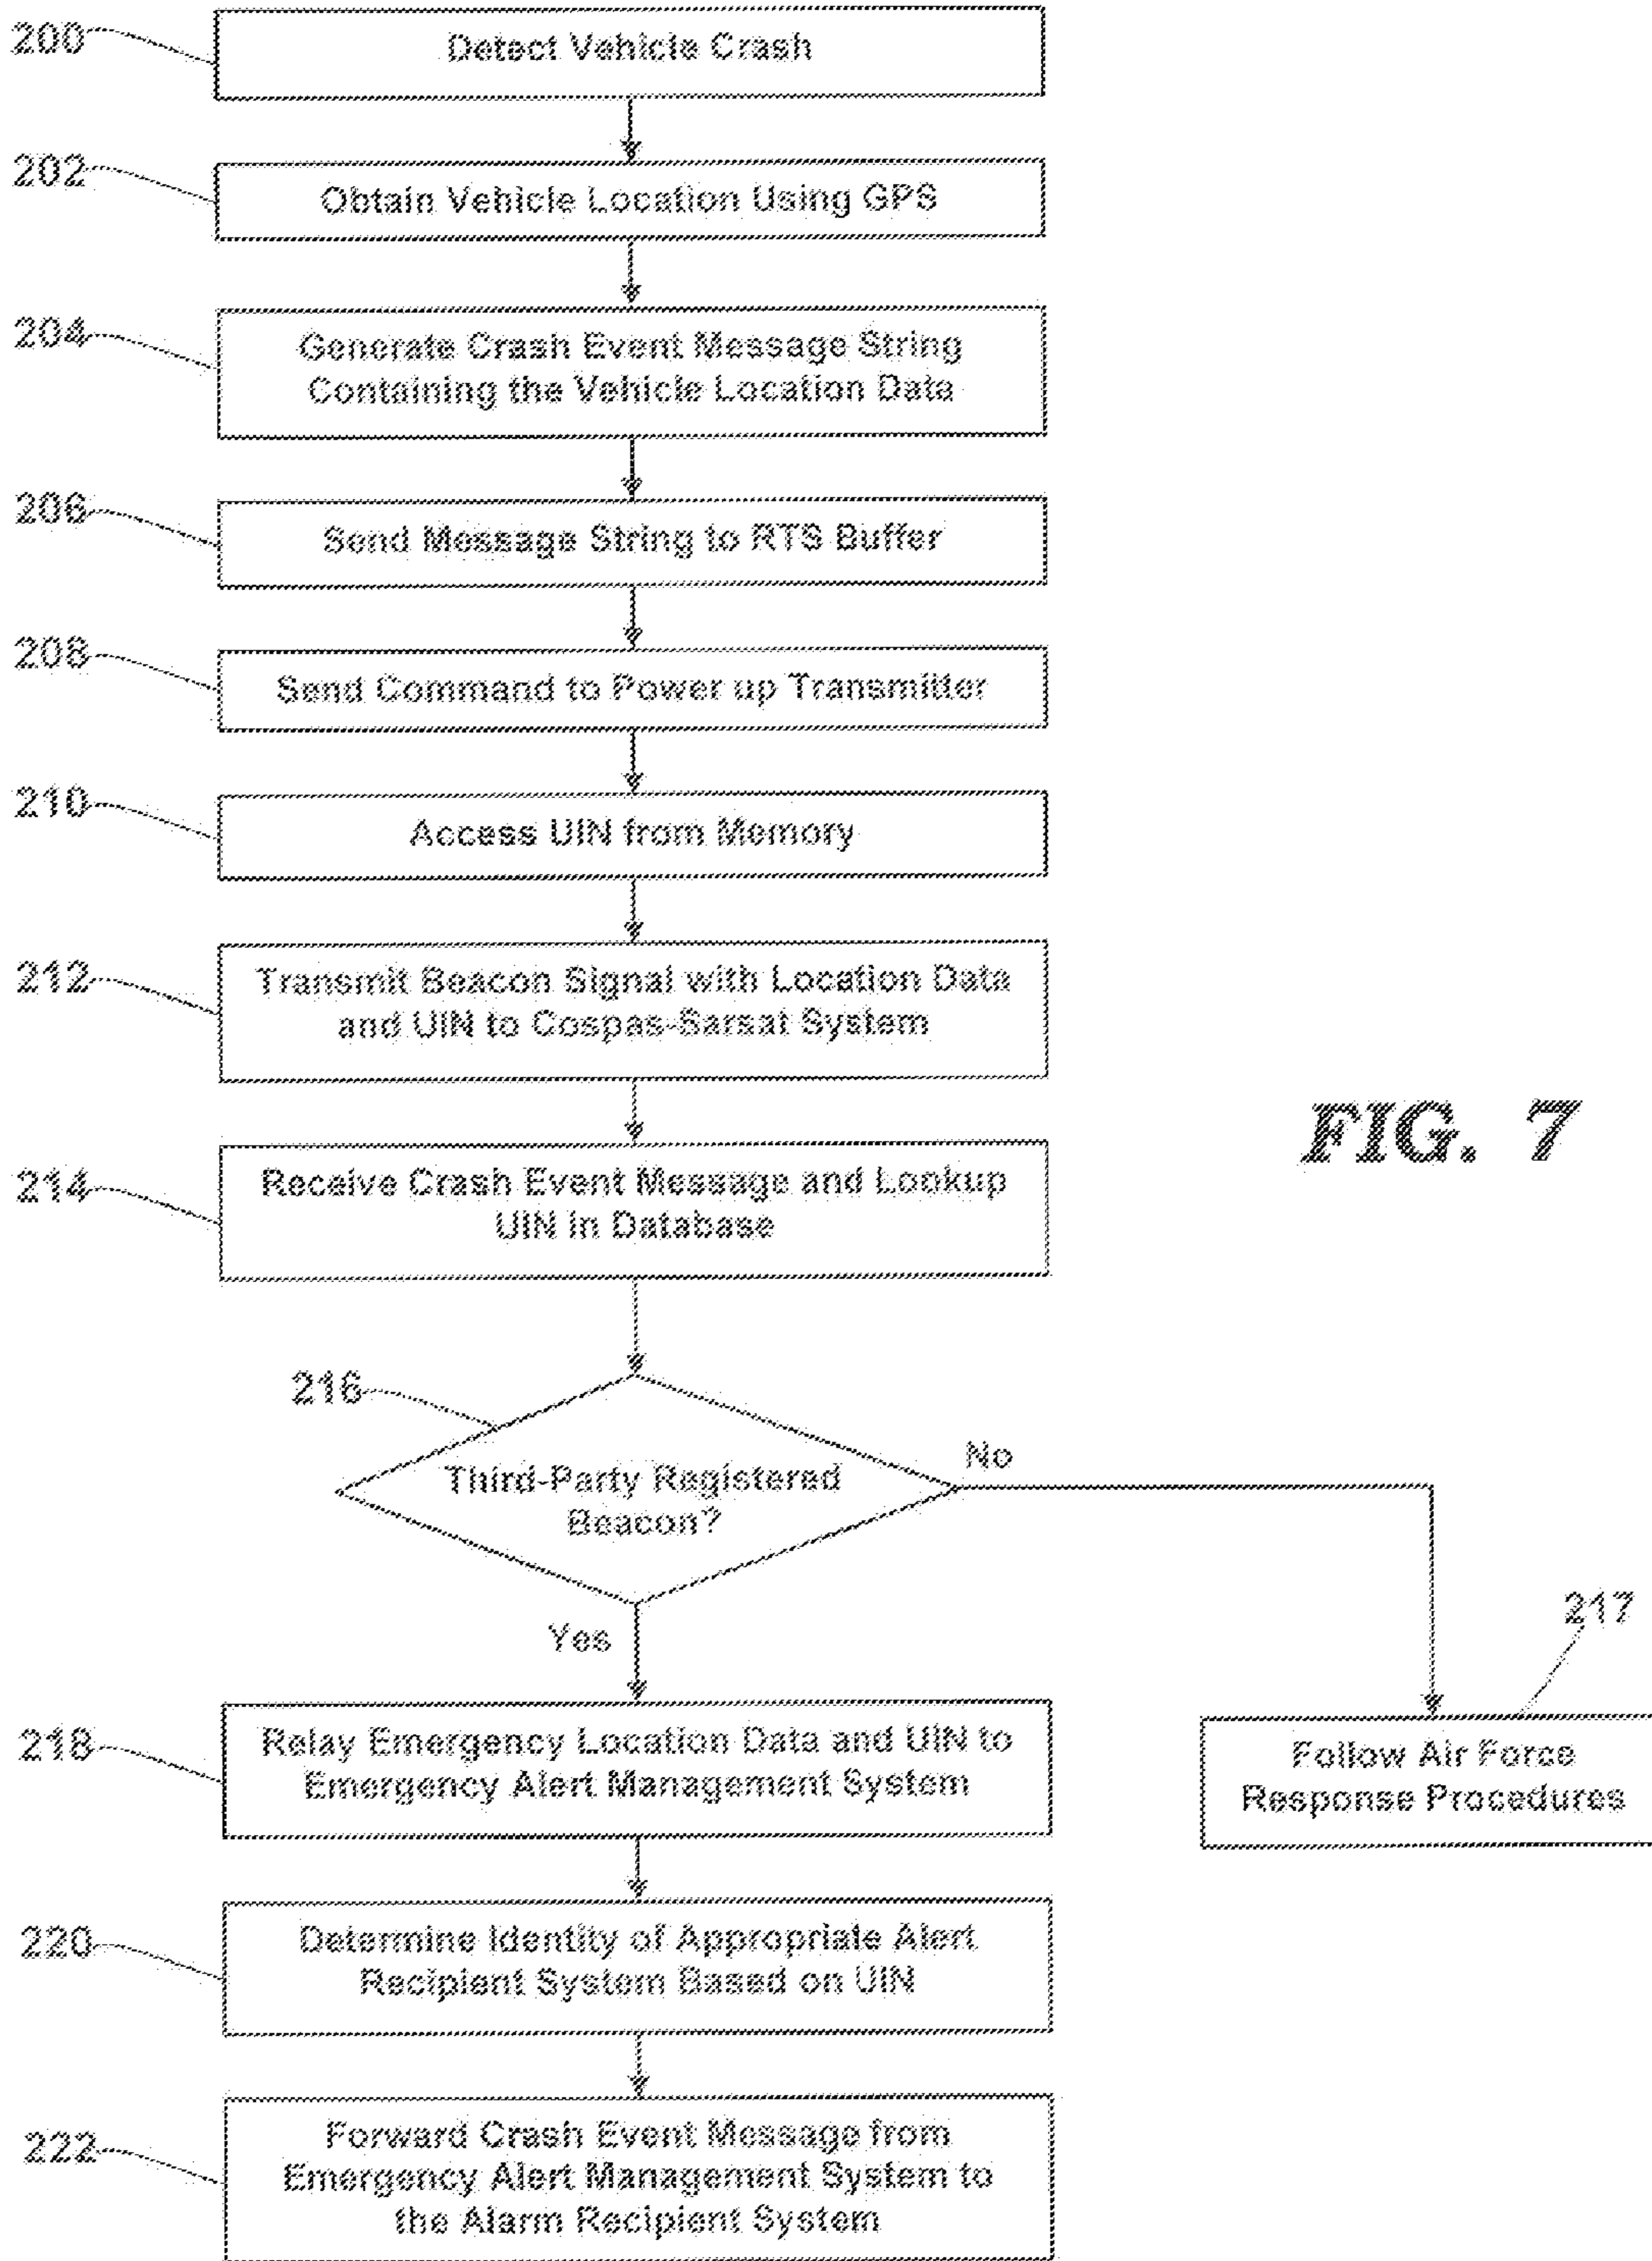 200
Detect Vehicle Crash
202
Obtain Vehicle Location Using GPS
204
Generate Crash Event Message String
Containing the Vehicle Location Data
206
Send Message String to RTS Buffer
208
Send Command to Power up Transmitter
210
Access UIN from Memory
212
Transmit Beacon Signal with Location Data
and UIN to Cospas-Sarsat System
FIG. 7
214
Receive Crash Event Message and Lookup
UIN in Database
216
Third-Party Registered
Beacon?
No
Yes
217
Follow Air Force
Response Procedures
218
Relay Emergency Location Data and UIN to
Emergency Alert Management System
220
Determine Identity of Appropriate Alert
Recipient System Based on UIN
222
Forward Crash Event Message from
Emergency Alert Management System to
the Alarm Recipient System